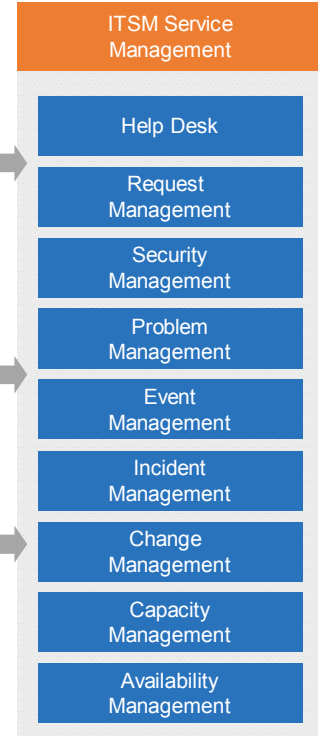 ITSM Service
Management
Help Desk
Request
Management
Security
Management
Problem
Management
Event
Management
Incident
Management
Change
Management
Capacity
Management
Availability
Management